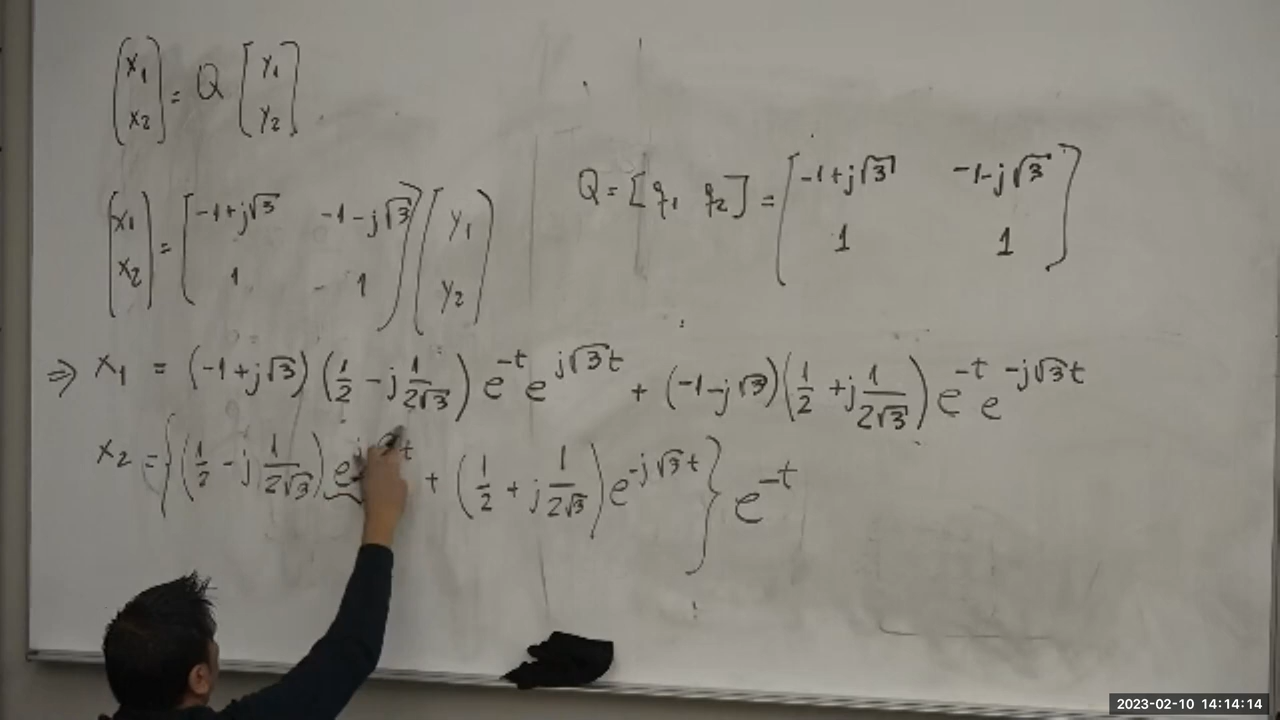 [x₁ x₂] = Q [y₁ y₂]
Q = [q₁ q₂] = [-1+j√3 -1-j√3
1 1]
[x₁ x₂] = [-1+j√3 -1-j√3
1 1] [y₁ y₂]
⇒ x₁ = (-1+j√3) (1/2 - j 1/(2√3)) e^{-t} e^{j√3t} + (-1-j√3) (1/2 + j 1/(2√3)) e^{-t} e^{-j√3t}
x₂ = {(1/2 - j 1/(2√3)) e + (1/2 + j 1/(2√3)) e^{-j√3t}} e^{-t}
2023-02-10 14:14:14